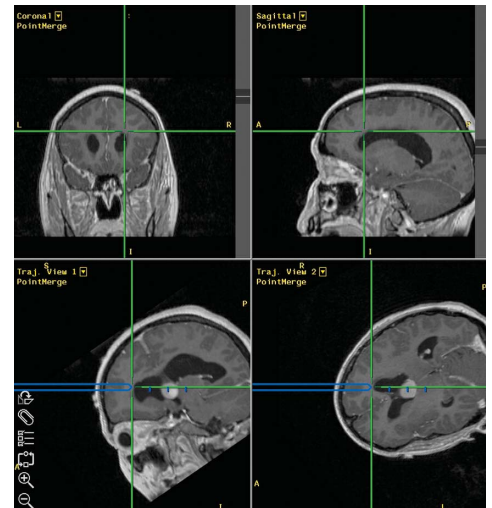 Coronal
PointMerge
L
R
I
Sagittal
PointMerge
A
P
I
S
Traj. View 1
PointMerge
P
A
I
R
Traj. View 2
PointMerge
P
A
L